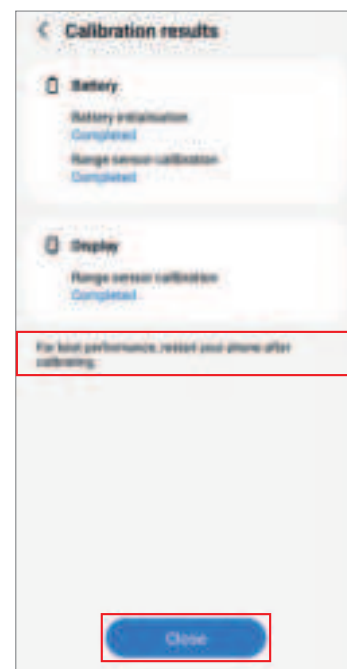 Calibration results
Battery
Battery initialisation
Completed
Range sensor calibration
Completed
Display
Range sensor calibration
Completed
For best performance, restart your phone after
calibrating.
Close